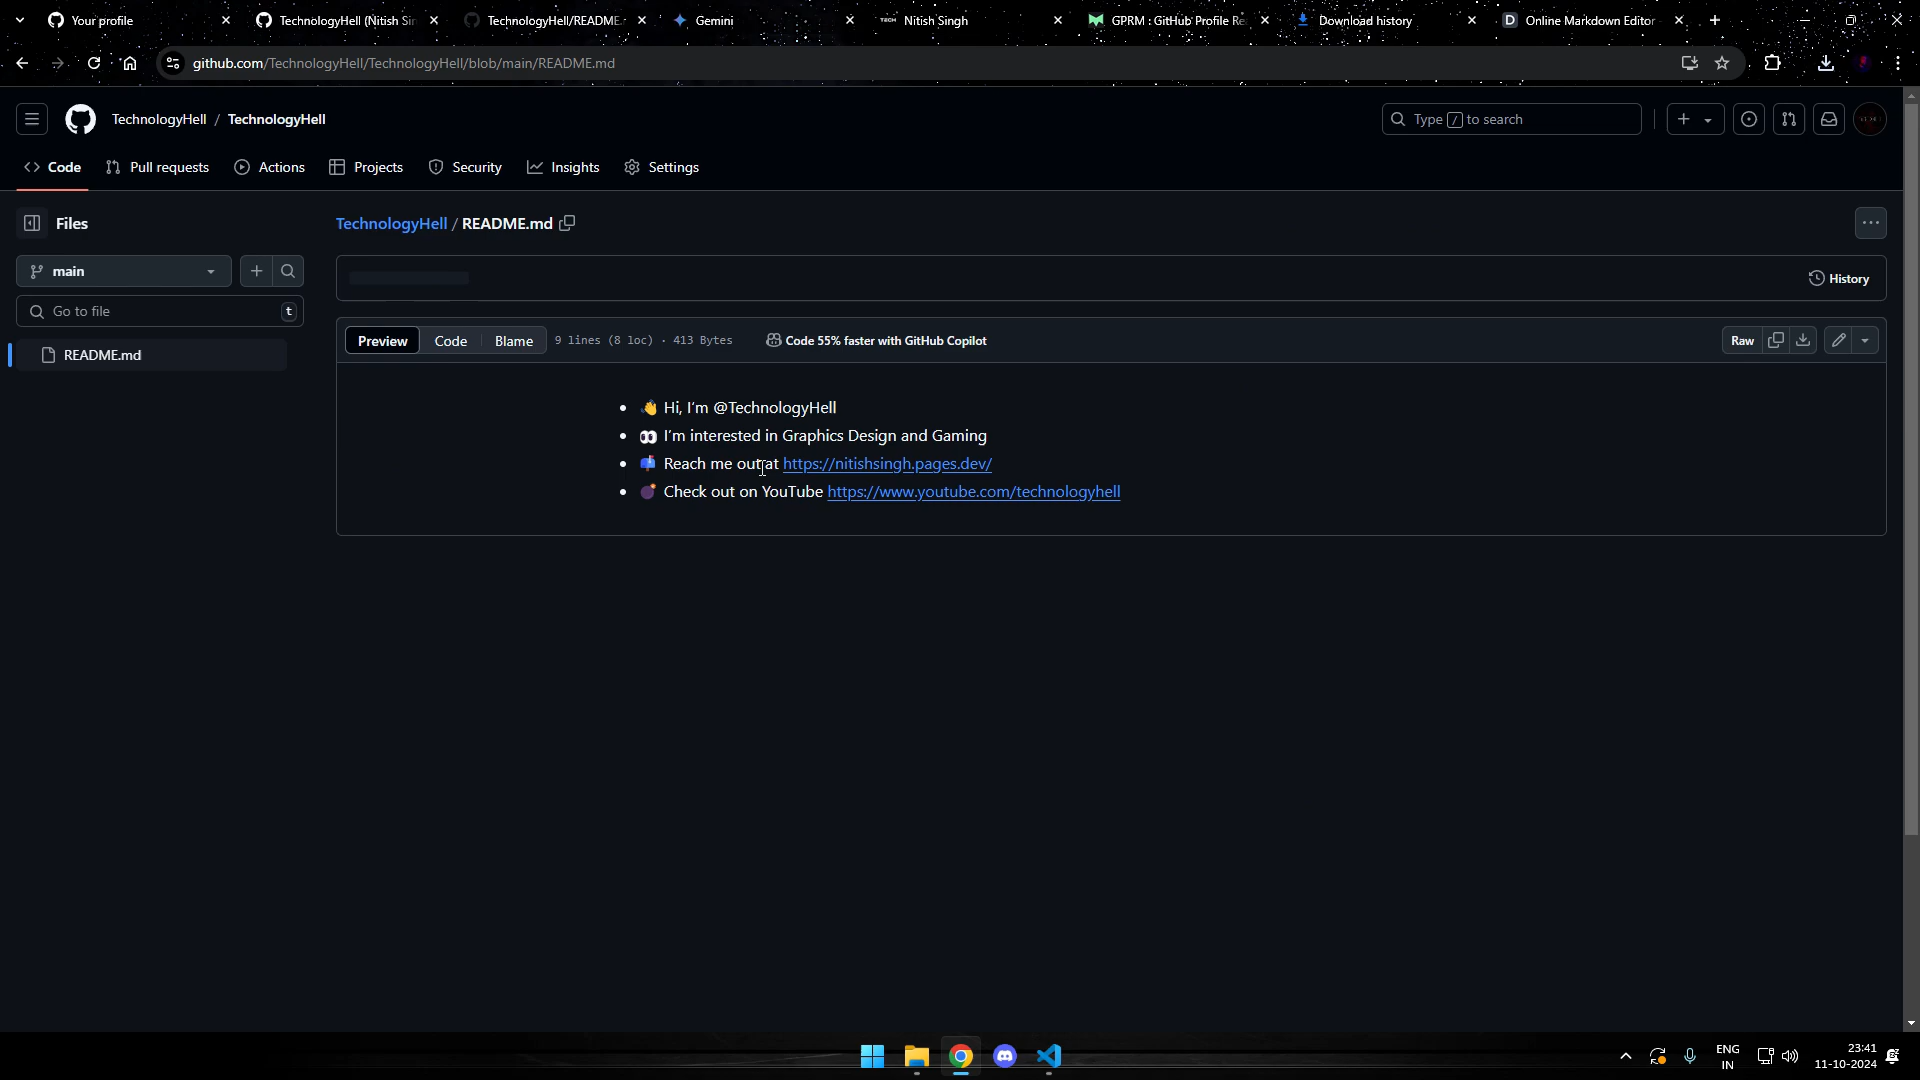 Your profile
TechnologyHell (Nitish Sin
TechnologyHell/README.
Gemini
TECH Nitish Singh
GPRM : GitHub Profile Re
Download history
D Online Markdown Editor
github.com/TechnologyHell/TechnologyHell/blob/main/README.md
TechnologyHell / TechnologyHell
Type / to search
Code
Pull requests
Actions
Projects
Security
Insights
Settings
Files
TechnologyHell / README.md
main
History
Go to file
t
README.md
Preview
Code
Blame
9 lines (8 loc) · 413 Bytes
Code 55% faster with GitHub Copilot
Raw
• 👋 Hi, I’m @TechnologyHell
• 👀 I’m interested in Graphics Design and Gaming
• 📫 Reach me out at https://nitishsingh.pages.dev/
• 💣 Check out on YouTube https://www.youtube.com/technologyhell
ENG
IN
23:41
11-10-2024